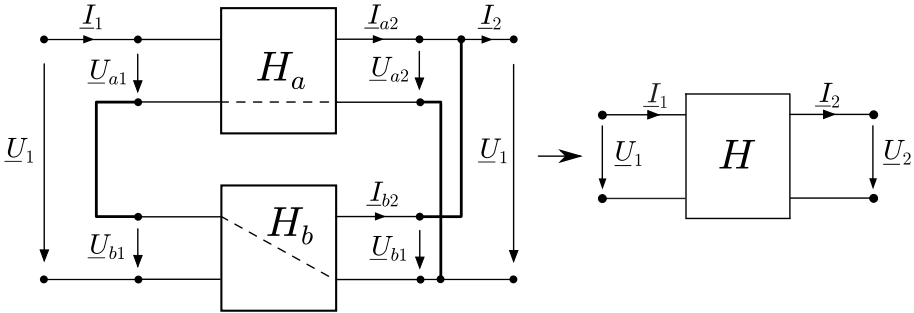 I1 Ia2 I2
Ua1 Ha Ua2
U1 U1
Ib2
Ub1 Hb Ub1
I1 I2
U1 H U2